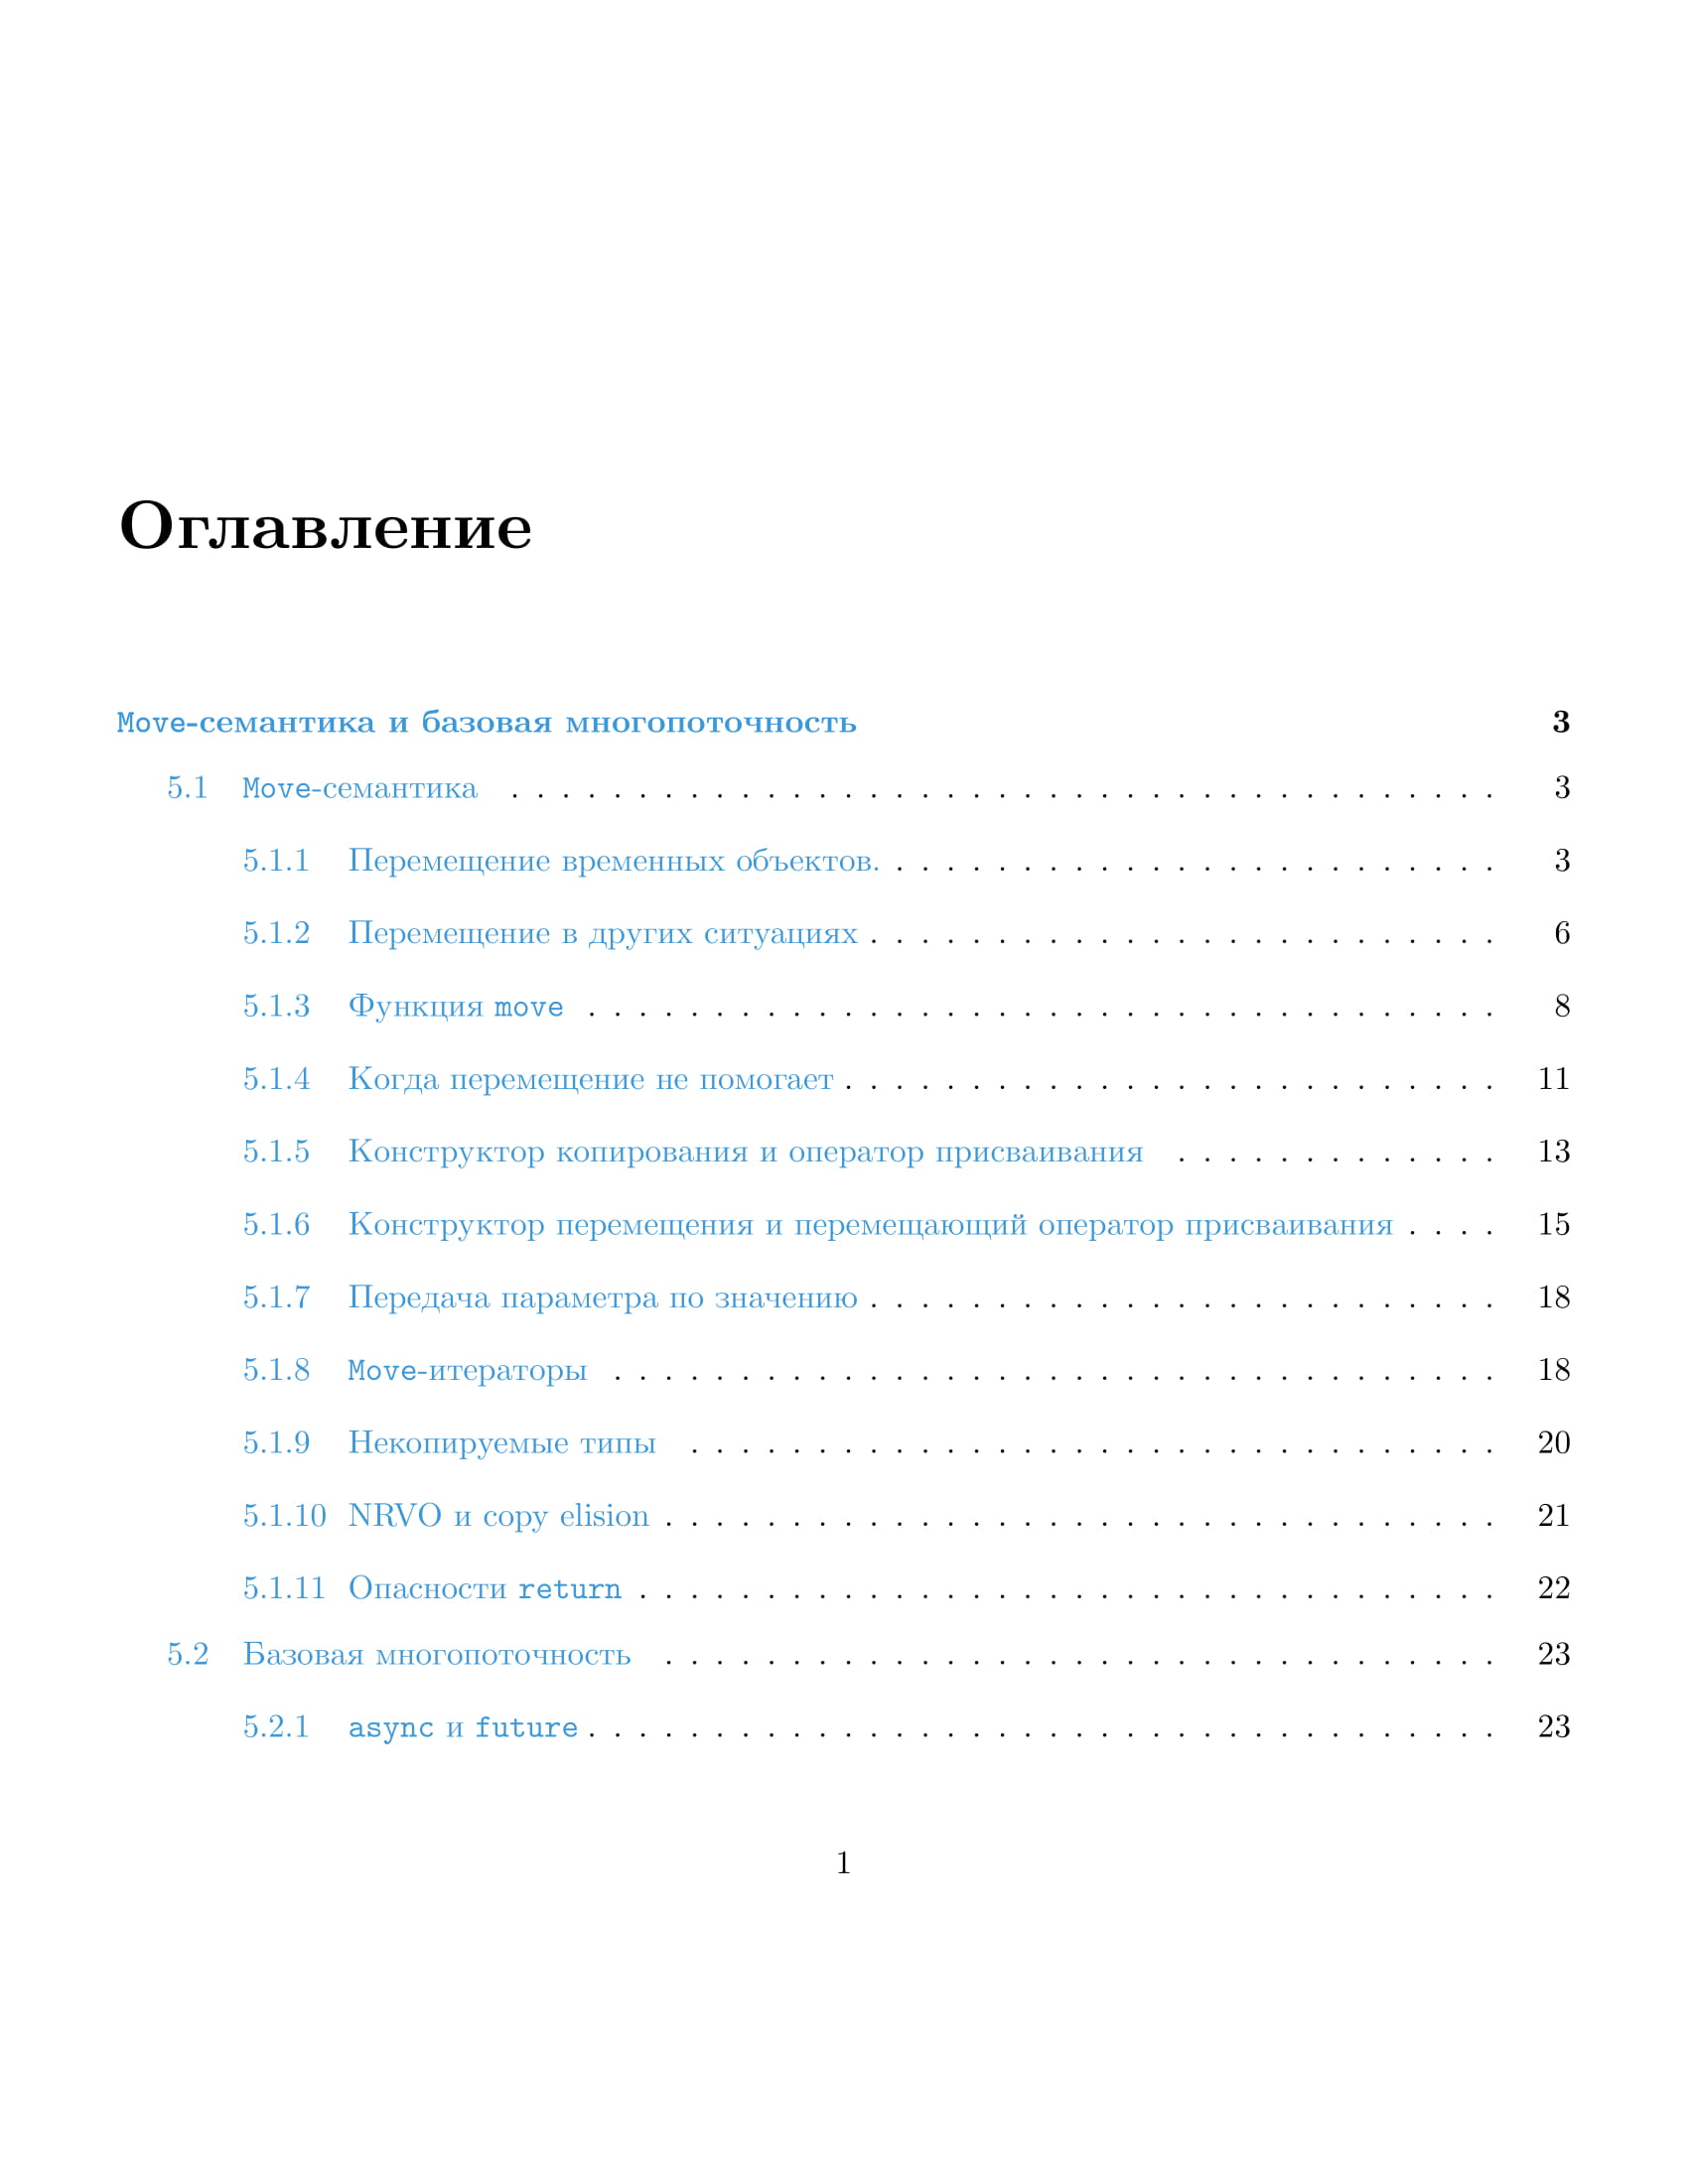 Оглавление
Move-семантика и базовая многопоточность 3
5.1 Move-семантика . . . . . . . . . . . . . . . . . . . . . . . . . . . . . . . . . . . . . . . 3
5.1.1 Перемещение временных объектов. . . . . . . . . . . . . . . . . . . . . . . . . 3
5.1.2 Перемещение в других ситуациях . . . . . . . . . . . . . . . . . . . . . . . . . 6
5.1.3 Функция move . . . . . . . . . . . . . . . . . . . . . . . . . . . . . . . . . . . . 8
5.1.4 Когда перемещение не помогает . . . . . . . . . . . . . . . . . . . . . . . . . . 11
5.1.5 Конструктор копирования и оператор присваивания . . . . . . . . . . . . . 13
5.1.6 Конструктор перемещения и перемещающий оператор присваивания . . . . 15
5.1.7 Передача параметра по значению . . . . . . . . . . . . . . . . . . . . . . . . . 18
5.1.8 Move-итераторы . . . . . . . . . . . . . . . . . . . . . . . . . . . . . . . . . . . 18
5.1.9 Некопируемые типы . . . . . . . . . . . . . . . . . . . . . . . . . . . . . . . . 20
5.1.10 NRVO и copy elision . . . . . . . . . . . . . . . . . . . . . . . . . . . . . . . . . 21
5.1.11 Опасности return . . . . . . . . . . . . . . . . . . . . . . . . . . . . . . . . . . 22
5.2 Базовая многопоточность . . . . . . . . . . . . . . . . . . . . . . . . . . . . . . . . . 23
5.2.1 async и future . . . . . . . . . . . . . . . . . . . . . . . . . . . . . . . . . . . . 23
1